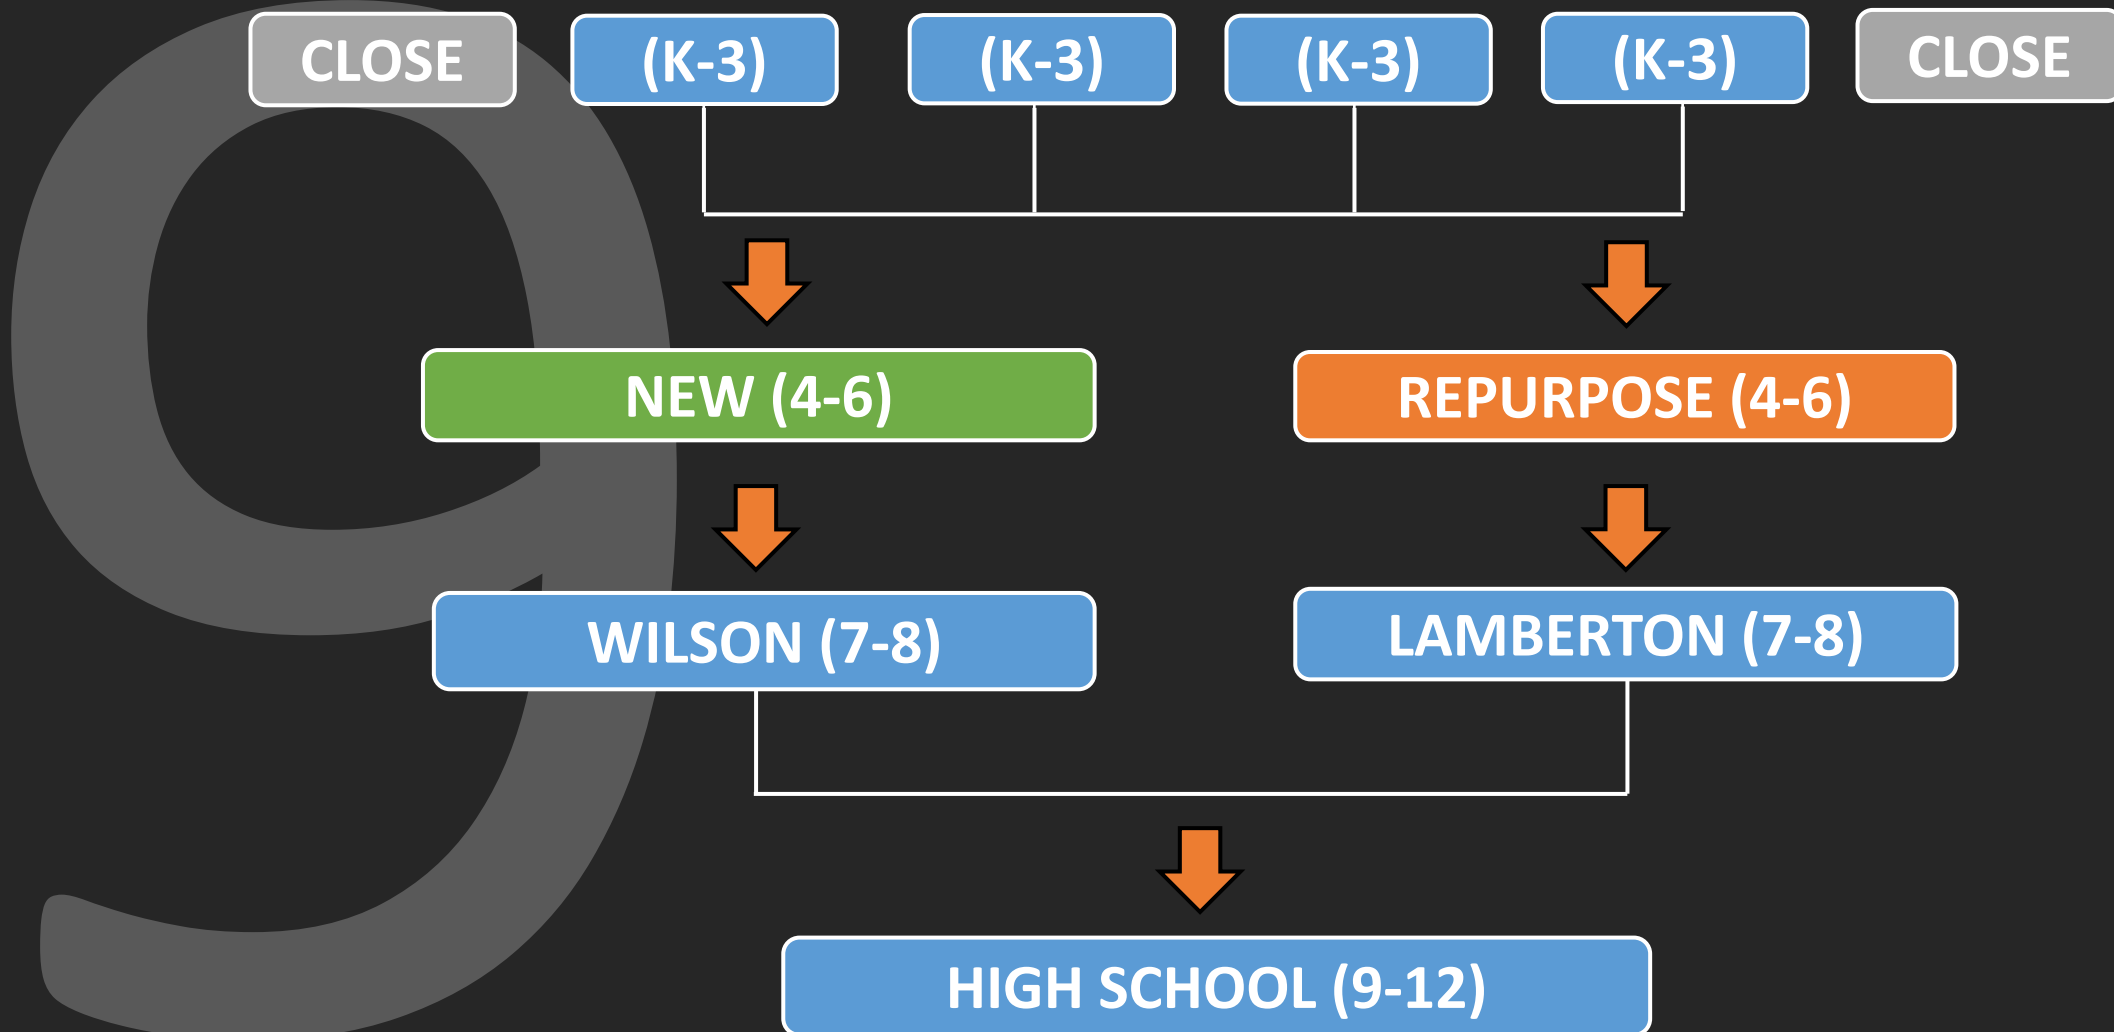 9
CLOSE
(K-3)
(K-3)
(K-3)
(K-3)
CLOSE
NEW (4-6)
REPURPOSE (4-6)
WILSON (7-8)
LAMBERTON (7-8)
HIGH SCHOOL (9-12)